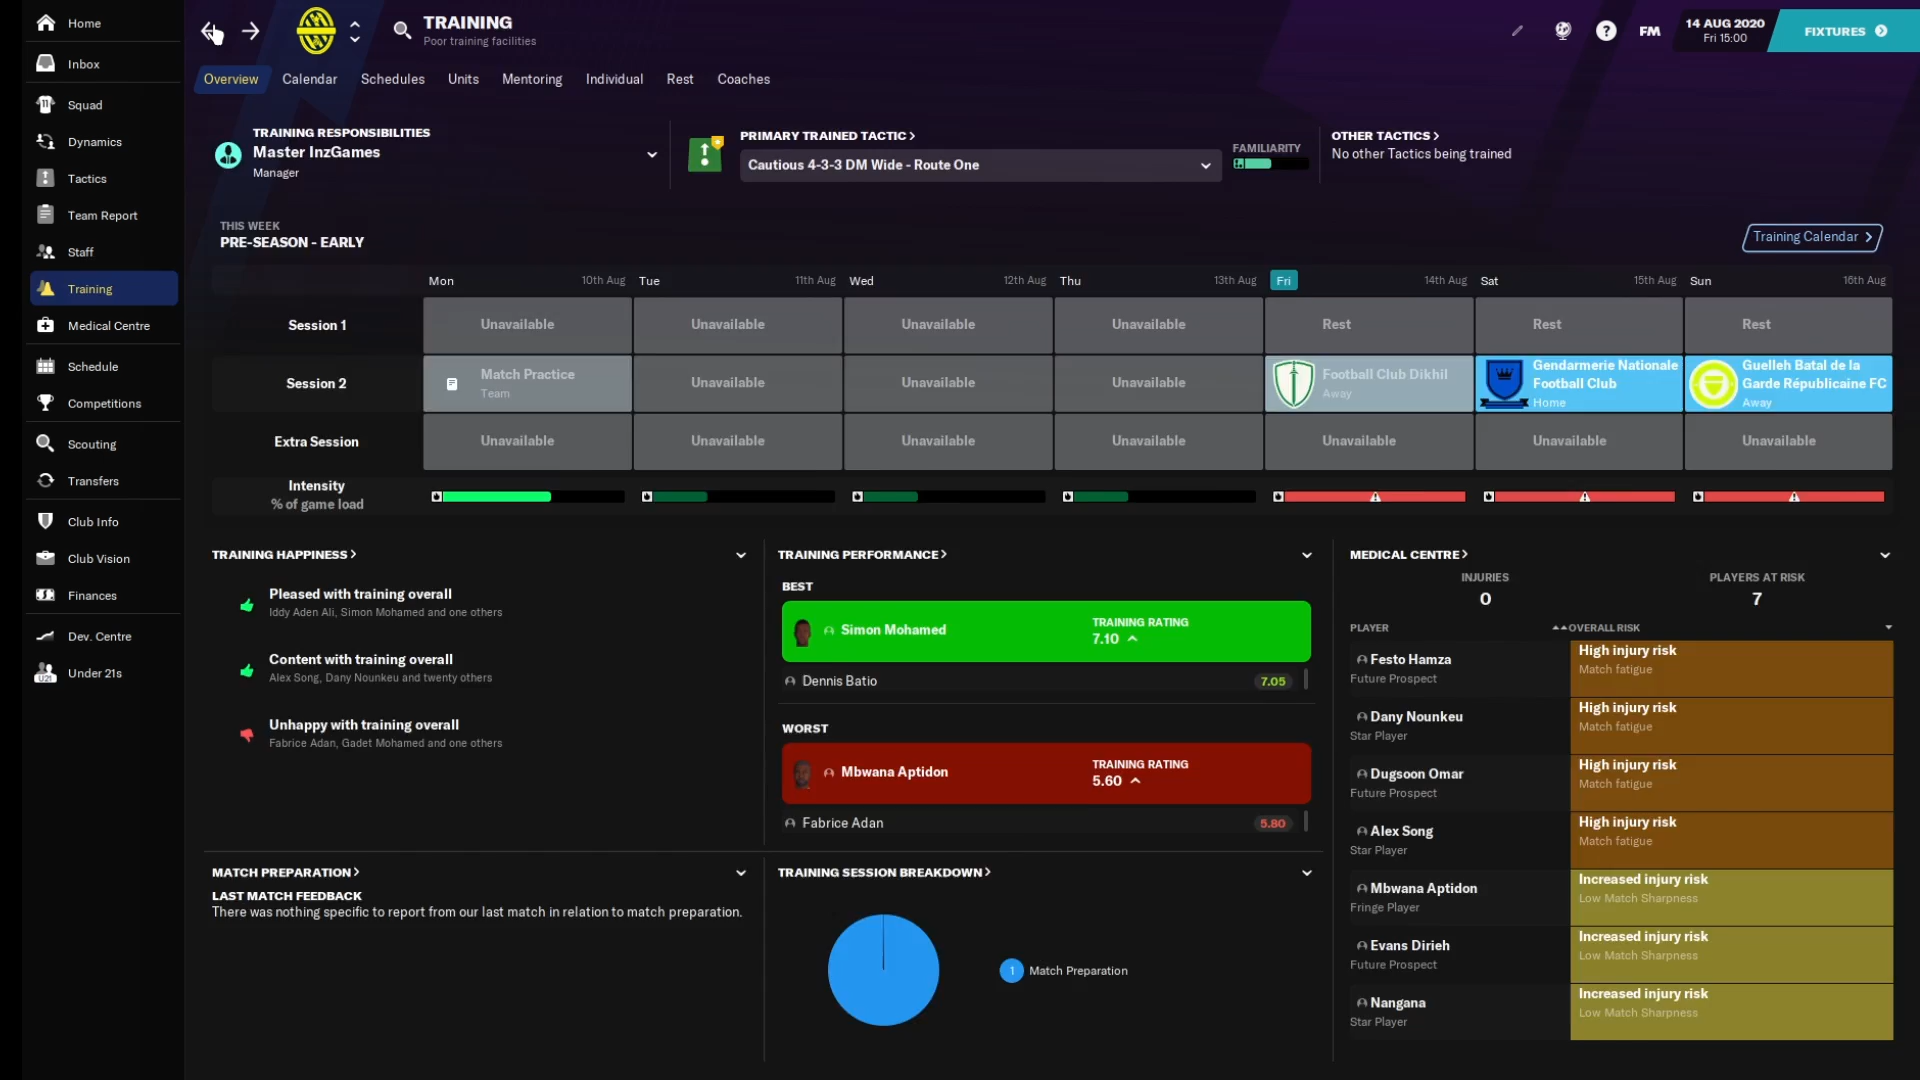 Home
Inbox
Squad
Dynamics
Tactics
Team Report
Staff
Training
Medical Centre
Schedule
Competitions
Scouting
Transfers
Club Info
Club Vision
Finances
Dev. Centre
Under 21s
TRAINING
Poor training facilities
FM
14 AUG 2020
Fri 15:00
FIXTURES
Overview
Calendar
Schedules
Units
Mentoring
Individual
Rest
Coaches
TRAINING RESPONSIBILITIES
Master InzGames
Manager
PRIMARY TRAINED TACTIC
Cautious 4-3-3 DM Wide - Route One
FAMILIARITY
OTHER TACTICS
No other Tactics being trained
THIS WEEK
PRE-SEASON - EARLY
Training Calendar
Mon 10th Aug Tue 11th Aug Wed 12th Aug Thu 13th Aug Fri 14th Aug Sat 15th Aug Sun 16th Aug
Session 1 Unavailable Unavailable Unavailable Unavailable Rest Rest Rest
Session 2
Match Practice
Team
Unavailable Unavailable Unavailable
Football Club Dikhil
Away
Gendarmerie Nationale
Football Club
Home
Guelleh Batal de la
Garde Républicaine FC
Away
Extra Session Unavailable Unavailable Unavailable Unavailable Unavailable Unavailable Unavailable
Intensity
% of game load
TRAINING HAPPINESS
Pleased with training overall
Iddy Aden Ali, Simon Mohamed and one others
Content with training overall
Alex Song, Dany Nounkeu and twenty others
Unhappy with training overall
Fabrice Adan, Gadet Mohamed and one others
TRAINING PERFORMANCE
BEST
Simon Mohamed
TRAINING RATING
7.10
Dennis Batio 7.05
WORST
Mbwana Aptidon
TRAINING RATING
5.60
Fabrice Adan 5.80
MEDICAL CENTRE
INJURIES
0
PLAYERS AT RISK
7
PLAYER OVERALL RISK
Festo Hamza
Future Prospect
High injury risk
Match fatigue
Dany Nounkeu
Star Player
High injury risk
Match fatigue
Dugsoon Omar
Future Prospect
High injury risk
Match fatigue
Alex Song
Star Player
High injury risk
Match fatigue
Mbwana Aptidon
Fringe Player
Increased injury risk
Low Match Sharpness
Evans Dirieh
Future Prospect
Increased injury risk
Low Match Sharpness
Nangana
Star Player
Increased injury risk
Low Match Sharpness
MATCH PREPARATION
LAST MATCH FEEDBACK
There was nothing specific to report from our last match in relation to match preparation.
TRAINING SESSION BREAKDOWN
1 Match Preparation